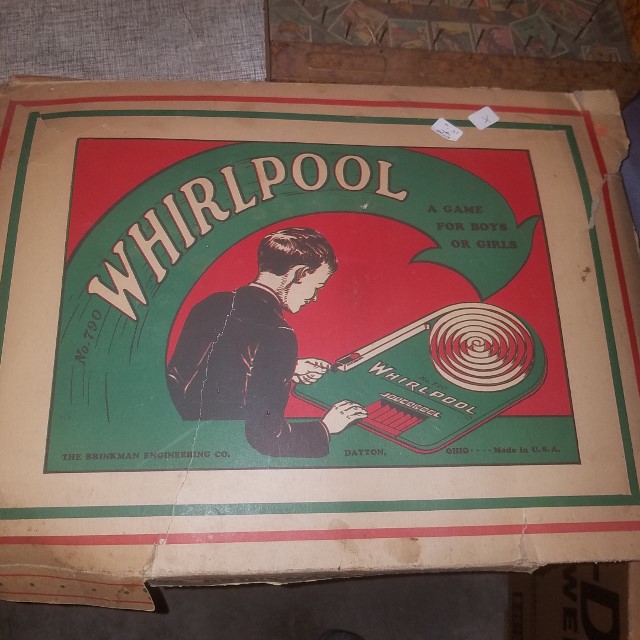 WHIRLPOOL
A GAME
FOR BOYS
OR GIRLS
No. 790
WHIRLPOOL
THE BRINKMAN ENGINEERING CO. DAYTON, OHIO ---- Made in U.S.A.